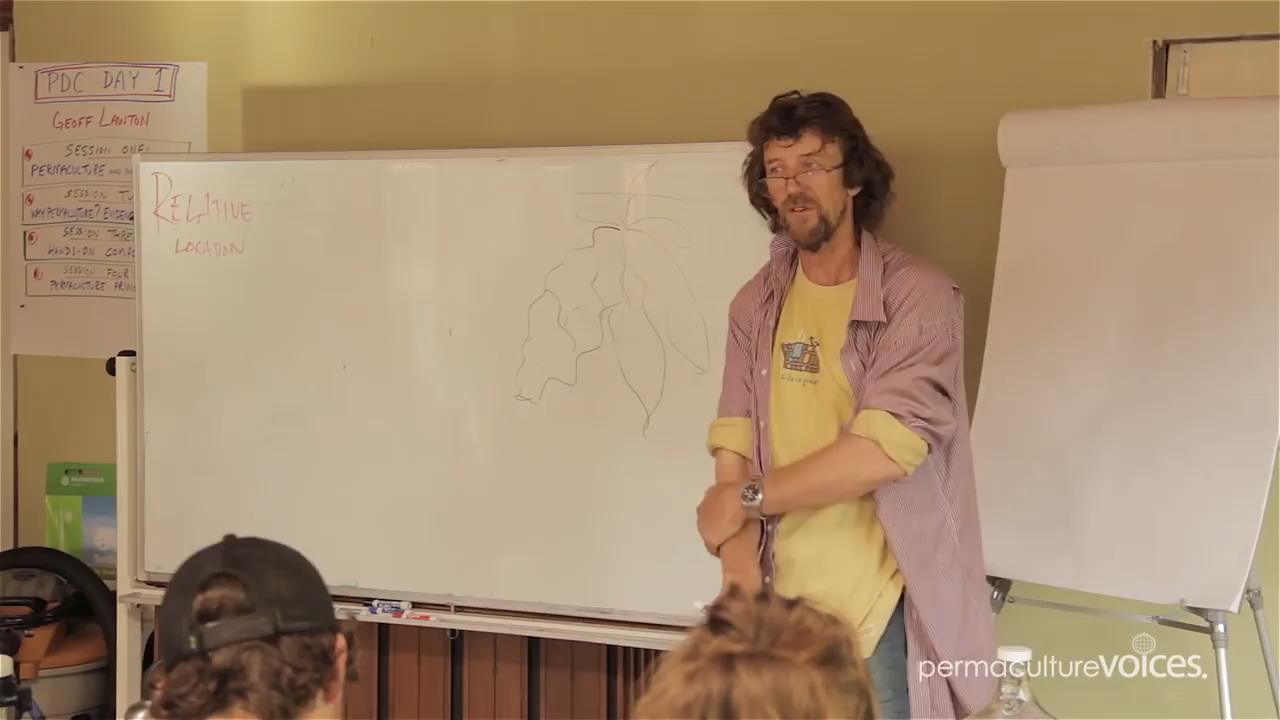 PDC DAY 1
GEOFF LAWTON
SESSION ONE:
PERMACULTURE AND
SESSION
WHY PERMACULTURE?
SESSION THREE
HANDS-ON
SESSION FOUR
PERMACULTURE
RELATIVE
LOCATION
permacultureVOICES.